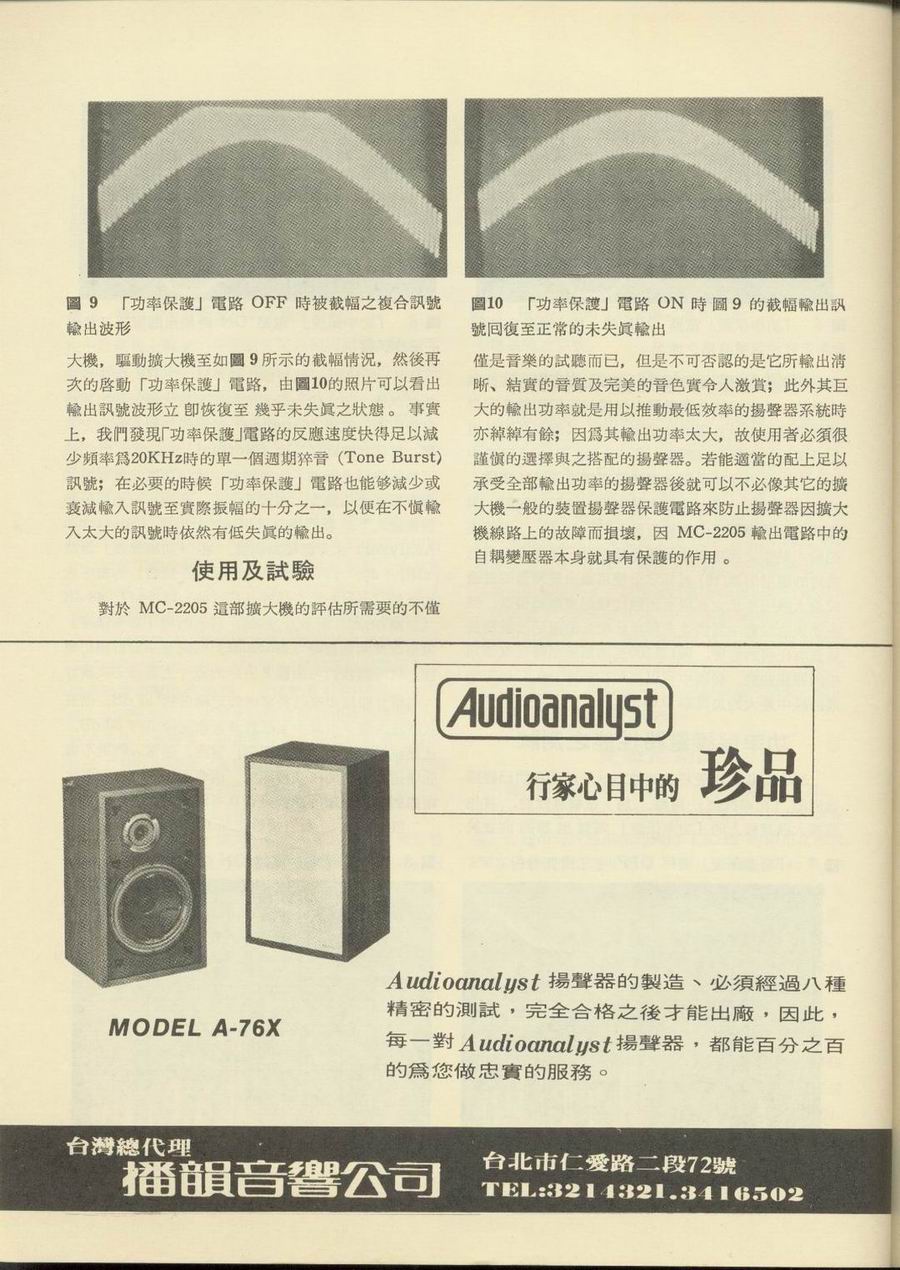 圖 9 「功率保護」電路 OFF 時被截幅之複合訊號
輸出波形
大機，驅動擴大機至如圖 9 所示的截幅情況，然後再
次的啓動「功率保護」電路，由圖10的照片可以看出
輸出訊號波形立 卽恢復至 幾乎未失眞之狀態 。 事實
上，我們發現「功率保護」電路的反應速度快得足以減
少頻率爲20KHz時的單一個週期猝音（Tone Burst）
訊號；在必要的時候「功率保護」電路也能够減少或
衰減輸入訊號至實際振幅的十分之一，以便在不愼輸
入太大的訊號時依然有低失眞的輸出。
使用及試驗
對於 MC-2205 這部擴大機的評估所需要的不僅
圖10 「功率保護」電路 ON 時 圖 9 的截幅輸出訊
號囘復至正常的未失眞輸出
僅是音樂的試聽而已，但是不可否認的是它所輸出淸
晰、結實的音質及完美的音色實令人激賞；此外其巨
大的輸出功率就是用以推動最低效率的揚聲器系統時
亦綽綽有餘；因爲其輸出功率太大，故使用者必須很
謹愼的選擇與之搭配的揚聲器。若能適當的配上足以
承受全部輸出功率的揚聲器後就可以不必像其它的擴
大機一般的裝置揚聲器保護電路來防止揚聲器因擴大
機線路上的故障而損壞，因 MC-2205 輸出電路中的
自耦變壓器本身就具有保護的作用 。
Audioanalyst
行家心目中的 珍品
MODEL A-76X
Audioanalyst 揚聲器的製造、必須經過八種
精密的測試，完全合格之後才能出廠，因此，
每一對 Audioanalyst 揚聲器，都能百分之百
的爲您做忠實的服務。
台灣總代理
播韻音響公司
台北市仁愛路二段72號
TEL:3214321.3416502